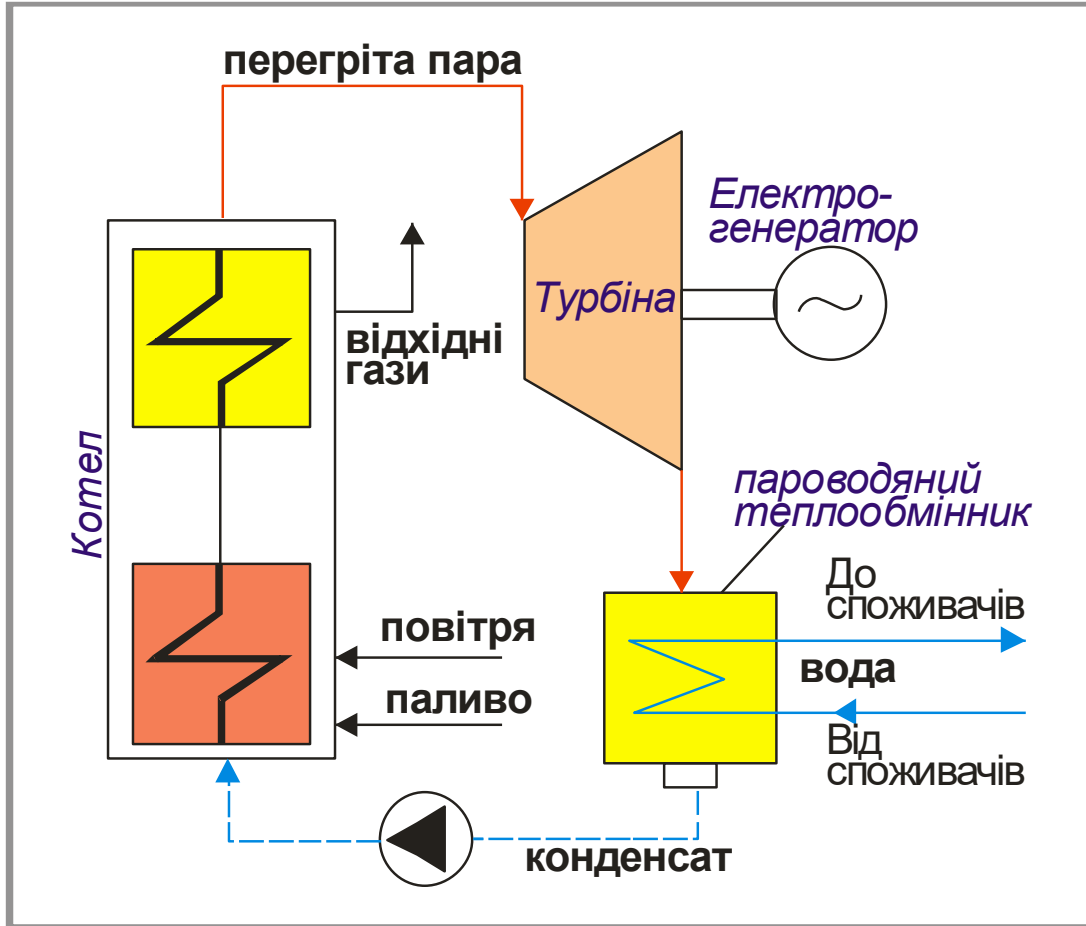 перегріта пара
Електро-
генератор
Турбіна
відхідні
гази
Котел
пароводяний
теплообмінник
До
споживачів
повітря
вода
паливо
Від
споживачів
конденсат